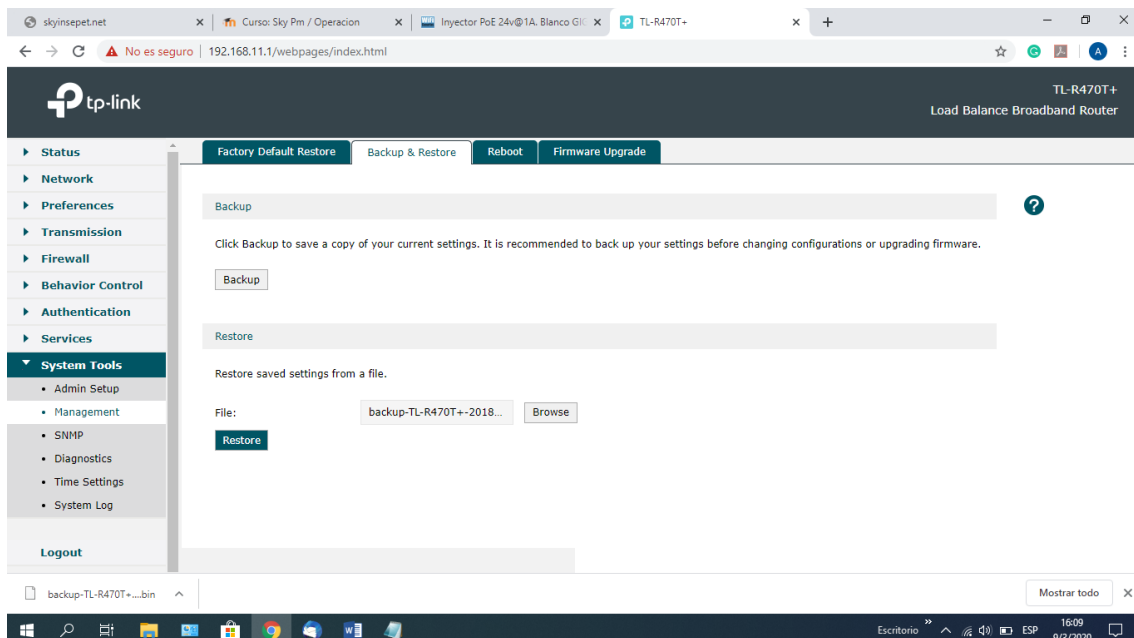 skyinsepet.net
Curso: Sky Pm / Operacion
Inyector PoE 24v@1A. Blanco GIC
TL-R470T+
No es seguro | 192.168.11.1/webpages/index.html
A
tp-link
TL-R470T+
Load Balance Broadband Router
Status
Network
Preferences
Transmission
Firewall
Behavior Control
Authentication
Services
System Tools
Admin Setup
Management
SNMP
Diagnostics
Time Settings
System Log
Logout
Factory Default Restore
Backup & Restore
Reboot
Firmware Upgrade
Backup
Click Backup to save a copy of your current settings. It is recommended to back up your settings before changing configurations or upgrading firmware.
Backup
Restore
Restore saved settings from a file.
File: backup-TL-R470T+-2018... Browse
Restore
backup-TL-R470T+....bin
Mostrar todo
Escritorio
ESP
16:09
9/3/2020